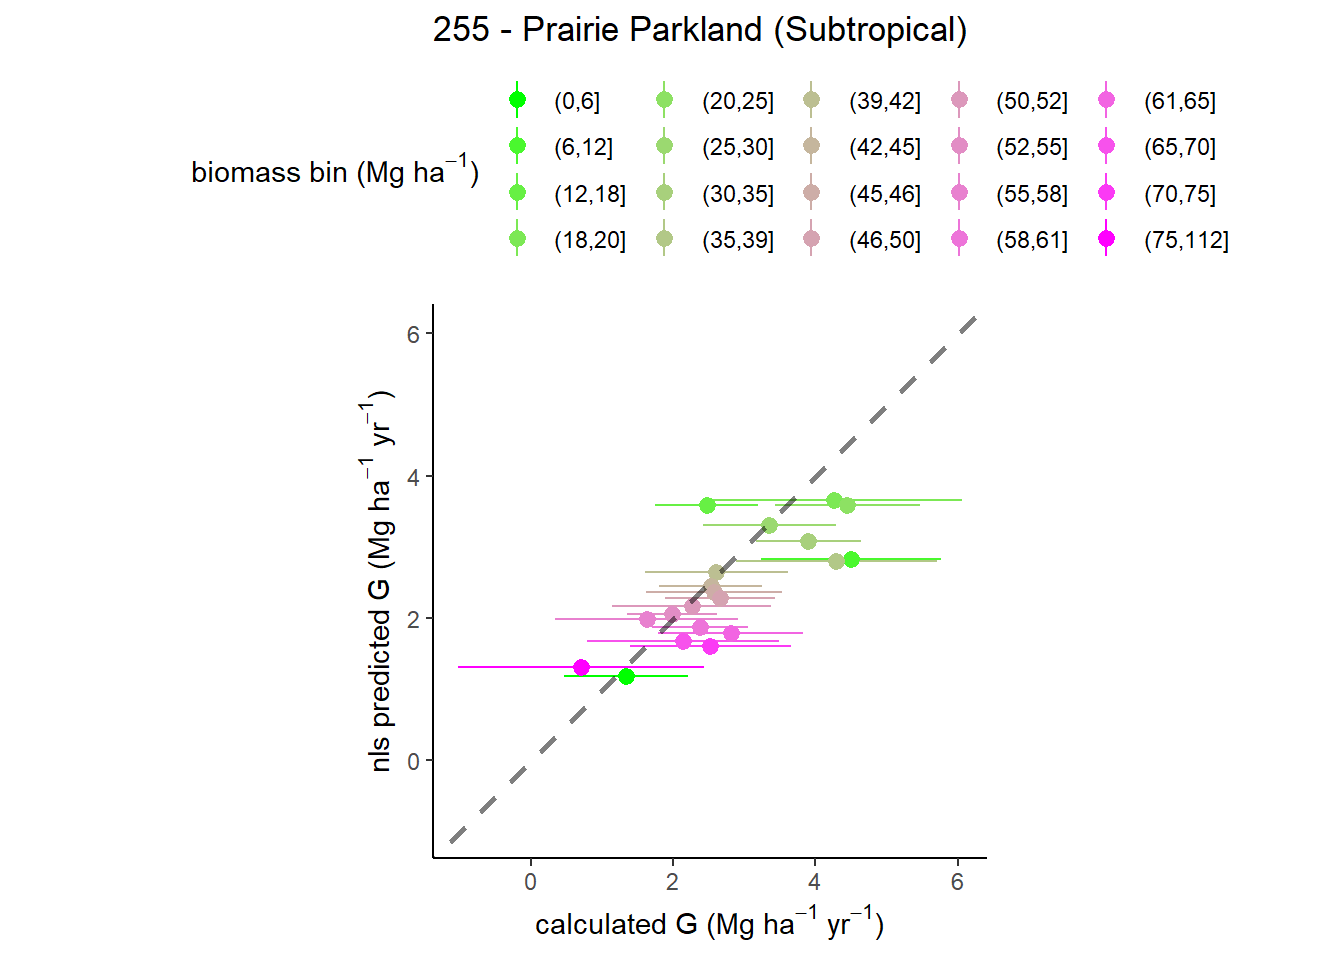 255 - Prairie Parkland (Subtropical)
biomass bin (Mg ha⁻¹)
(0,6] (20,25] (39,42] (50,52] (61,65]
(6,12] (25,30] (42,45] (52,55] (65,70]
(12,18] (30,35] (45,46] (55,58] (70,75]
(18,20] (35,39] (46,50] (58,61] (75,112]
nls predicted G (Mg ha⁻¹ yr⁻¹)
6
4
2
0
0 2 4 6
calculated G (Mg ha⁻¹ yr⁻¹)